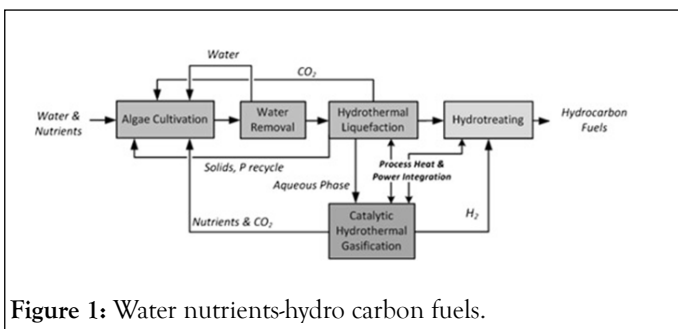 Water
CO₂
Water &
Nutrients
Algae Cultivation
Water
Removal
Hydrothermal
Liquefaction
Hydrotreating
Hydrocarbon
Fuels
Solids, P recycle
Process Heat &
Power Integration
Aqueous Phase
Nutrients & CO₂
Catalytic
Hydrothermal
Gasification
H₂
Figure 1: Water nutrients-hydro carbon fuels.